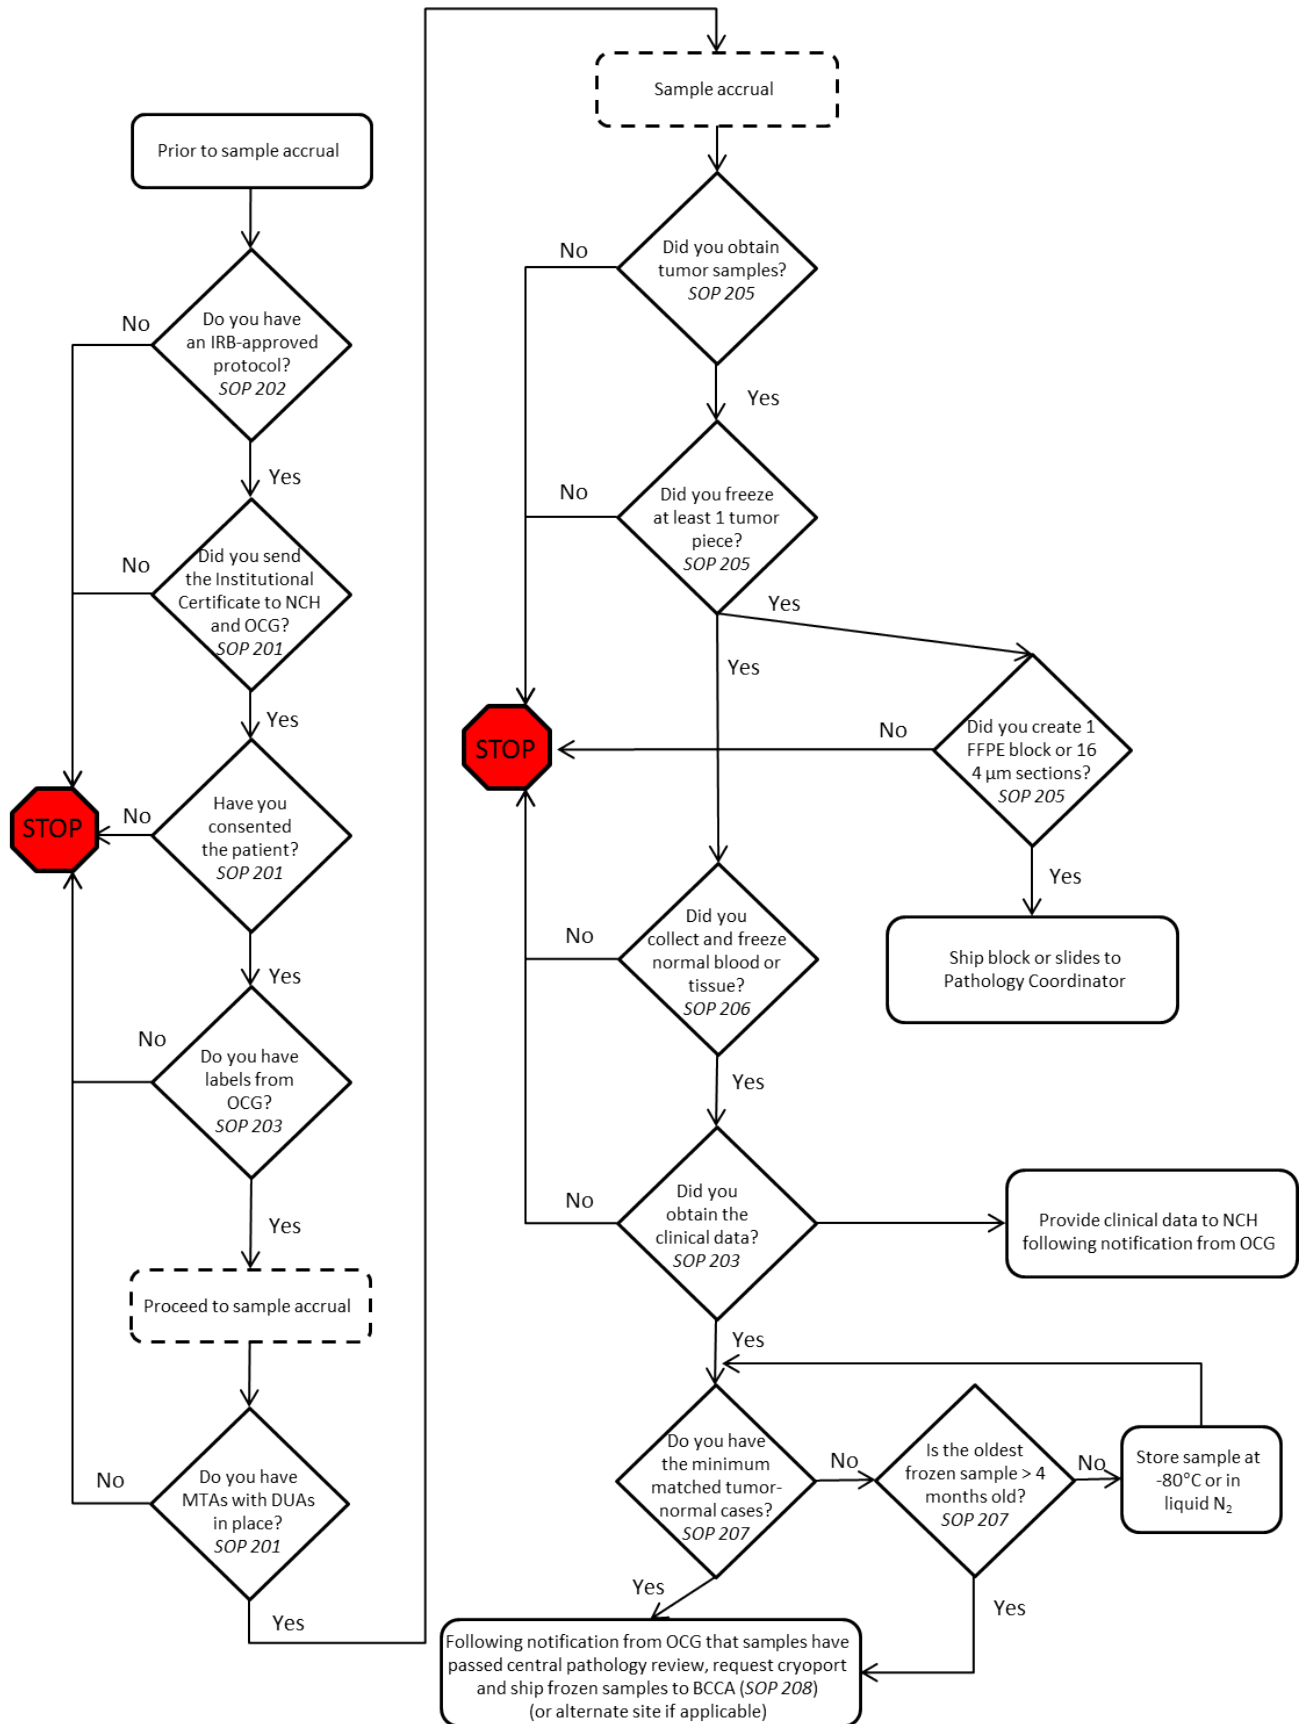 Prior to sample accrual
No
Do you have
an IRB-approved
protocol?
SOP 202
Yes
No
Did you send
the Institutional
Certificate to NCH
and OCG?
SOP 201
Yes
STOP
No
Have you
consented
the patient?
SOP 201
Yes
No
Do you have
labels from
OCG?
SOP 203
Yes
Proceed to sample accrual
No
Do you have
MTAs with DUAs
in place?
SOP 201
Yes
Sample accrual
No
Did you obtain
tumor samples?
SOP 205
Yes
No
Did you freeze
at least 1 tumor
piece?
SOP 205
Yes
Yes
STOP
No
Did you create 1
FFPE block or 16
4 µm sections?
SOP 205
Yes
Ship block or slides to
Pathology Coordinator
No
Did you
collect and freeze
normal blood or
tissue?
SOP 206
Yes
No
Did you
obtain the
clinical data?
SOP 203
Provide clinical data to NCH
following notification from OCG
Yes
Do you have
the minimum
matched tumor-
normal cases?
SOP 207
No
Is the oldest
frozen sample > 4
months old?
SOP 207
No
Store sample at
-80°C or in
liquid N₂
Yes
Yes
Following notification from OCG that samples have
passed central pathology review, request cryoport
and ship frozen samples to BCCA (SOP 208)
(or alternate site if applicable)